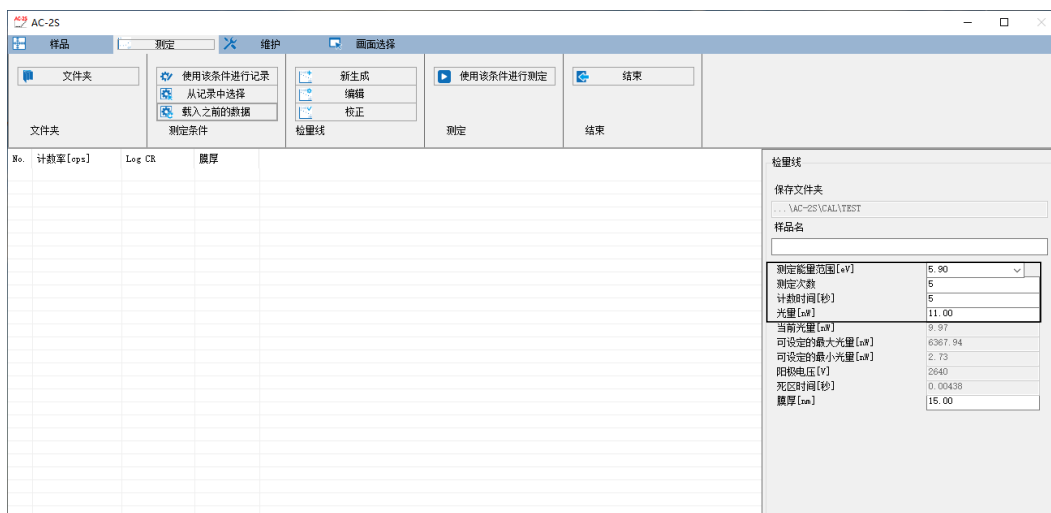 AC-2S
样品 测定 维护 画面选择
文件夹 使用该条件进行记录 新生成 使用该条件进行测定 结束
从记录中选择 编辑
载入之前的数据 校正
文件夹 测定条件 检量线 测定 结束
No. 计数率[cps] Log CR 膜厚
检量线
保存文件夹
...\AC-2S\CAL\TEST
样品名
测定能量范围[eV] 5.90
测定次数 5
计数时间[秒] 5
光量[nW] 11.00
当前光量[nW] 9.97
可设定的最大光量[nW] 6367.94
可设定的最小光量[nW] 2.73
阳极电压[V] 2640
死区时间[秒] 0.00438
膜厚[nm] 15.00